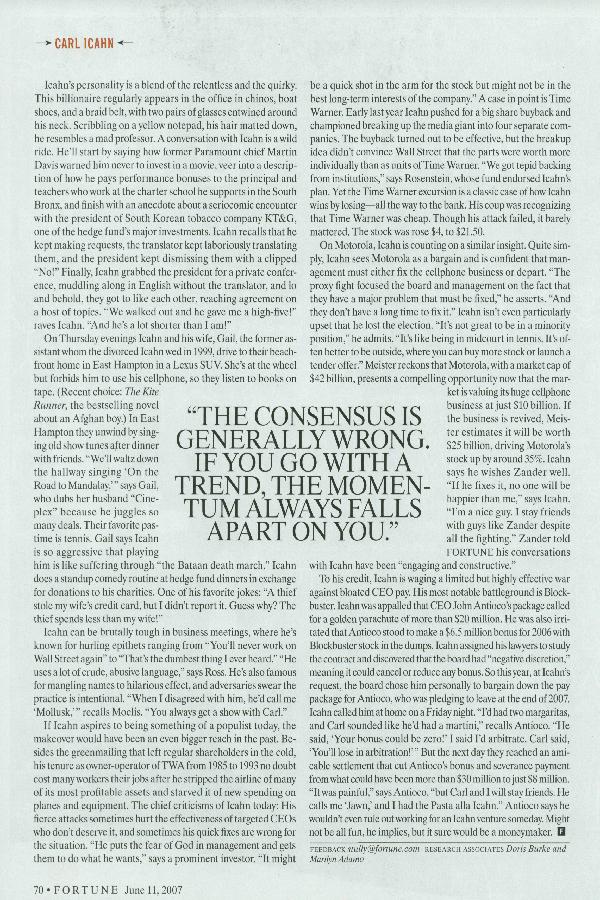 CARL ICAHN
Icahn's personality is a blend of the relentless and the quirky.
This billionaire regularly appears in the office in chinos, boat
shoes, and a braid belt, with two pairs of glasses entwined around
his neck. Scribbling on a yellow notepad, his hair matted down,
he resembles a mad professor. A conversation with Icahn is a wild
ride. He'll start by saying how former Paramount chief Martin
Davis warned him never to invest in a movie, veer into a descrip-
tion of how he pays performance bonuses to the principal and
teachers who work at the charter school he supports in the South
Bronx, and finish with an anecdote about a seriocomic encounter
with the president of South Korean tobacco company KT&G,
one of the hedge fund's major investments. Icahn recalls that he
kept making requests, the translator kept laboriously translating
them, and the president kept dismissing them with a clipped
"No!" Finally, Icahn grabbed the president for a private confer-
ence, muddling along in English without the translator, and lo
and behold, they got to like each other, reaching agreement on
a host of topics. "We walked out and he gave me a high-five!"
raves Icahn. "And he's a lot shorter than I am!"
On Thursday evenings Icahn and his wife, Gail, the former as-
sistant whom the divorced Icahn wed in 1999, drive to their beach-
front home in East Hampton in a Lexus SUV. She's at the wheel
but forbids him to use his cellphone, so they listen to books on
tape. (Recent choice: The Kite
Runner, the bestselling novel
about an Afghan boy.) In East
Hampton they unwind by sing-
ing old show tunes after dinner
with friends. "We'll waltz down
the hallway singing 'On the
Road to Mandalay,'" says Gail,
who dubs her husband "Cine-
plex" because he juggles so
many deals. Their favorite pas-
time is tennis. Gail says Icahn
is so aggressive that playing
him is like suffering through "the Bataan death march." Icahn
does a standup comedy routine at hedge fund dinners in exchange
for donations to his charities. One of his favorite jokes: "A thief
stole my wife's credit card, but I didn't report it. Guess why? The
thief spends less than my wife!"
Icahn can be brutally tough in business meetings, where he's
known for hurling epithets ranging from "You'll never work on
Wall Street again" to "That's the dumbest thing I ever heard." "He
uses a lot of crude, abusive language," says Ross. He's also famous
for mangling names to hilarious effect, and adversaries swear the
practice is intentional. "When I disagreed with him, he'd call me
'Mollusk,'" recalls Moelis. "You always get a show with Carl."
If Icahn aspires to being something of a populist today, the
makeover would have been an even bigger reach in the past. Be-
sides the greenmailing that left regular shareholders in the cold,
his tenure as owner-operator of TWA from 1985 to 1993 no doubt
cost many workers their jobs after he stripped the airline of many
of its most profitable assets and starved it of new spending on
planes and equipment. The chief criticisms of Icahn today: His
fierce attacks sometimes hurt the effectiveness of targeted CEOs
who don't deserve it, and sometimes his quick fixes are wrong for
the situation. "He puts the fear of God in management and gets
them to do what he wants," says a prominent investor. "It might
"THE CONSENSUS IS
GENERALLY WRONG.
IF YOU GO WITH A
TREND, THE MOMEN-
TUM ALWAYS FALLS
APART ON YOU."
be a quick shot in the arm for the stock but might not be in the
best long-term interests of the company." A case in point is Time
Warner. Early last year Icahn pushed for a big share buyback and
championed breaking up the media giant into four separate com-
panies. The buyback turned out to be effective, but the breakup
idea didn't convince Wall Street that the parts were worth more
individually than as units of Time Warner. "We got tepid backing
from institutions," says Rosenstein, whose fund endorsed Icahn's
plan. Yet the Time Warner excursion is a classic case of how Icahn
wins by losing—all the way to the bank. His coup was recognizing
that Time Warner was cheap. Though his attack failed, it barely
mattered. The stock was rose $4, to $21.50.
On Motorola, Icahn is counting on a similar insight. Quite sim-
ply, Icahn sees Motorola as a bargain and is confident that man-
agement must either fix the cellphone business or depart. "The
proxy fight focused the board and management on the fact that
they have a major problem that must be fixed," he asserts. "And
they don't have a long time to fix it." Icahn isn't even particularly
upset that he lost the election. "It's not great to be in a minority
position," he admits. "It's like being in midcourt in tennis. It's of-
ten better to be outside, where you can buy more stock or launch a
tender offer." Meister reckons that Motorola, with a market cap of
$42 billion, presents a compelling opportunity now that the mar-
ket is valuing its huge cellphone
business at just $10 billion. If
the business is revived, Meis-
ter estimates it will be worth
$25 billion, driving Motorola's
stock up by around 35%. Icahn
says he wishes Zander well.
"If he fixes it, no one will be
happier than me," says Icahn.
"I'm a nice guy. I stay friends
with guys like Zander despite
all the fighting." Zander told
FORTUNE his conversations
with Icahn have been "engaging and constructive."
To his credit, Icahn is waging a limited but highly effective war
against bloated CEO pay. His most notable battleground is Block-
buster. Icahn was appalled that CEO John Antioco's package called
for a golden parachute of more than $20 million. He was also irri-
tated that Antioco stood to make a $6.5 million bonus for 2006 with
Blockbuster stock in the dumps. Icahn assigned his lawyers to study
the contract and discovered that the board had "negative discretion,"
meaning it could cancel or reduce any bonus. So this year, at Icahn's
request, the board chose him personally to bargain down the pay
package for Antioco, who was pledging to leave at the end of 2007.
Icahn called him at home on a Friday night. "I'd had two margaritas,
and Carl sounded like he'd had a martini," recalls Antioco. "He
said, 'Your bonus could be zero.' I said I'd arbitrate. Carl said,
'You'll lose in arbitration!'" But the next day they reached an ami-
cable settlement that cut Antioco's bonus and severance payment
from what could have been more than $30 million to just $8 million.
"It was painful," says Antioco. "but Carl and I will stay friends. He
calls me 'Jawn,' and I had the Pasta alla Icahn." Antioco says he
wouldn't even rule out working for an Icahn venture someday. Might
not be all fun, he implies, but it sure would be a moneymaker. F
FEEDBACK stully@fortune.com RESEARCH ASSOCIATES Doris Burke and
Marilyn Adamo
70 • FORTUNE June 11, 2007